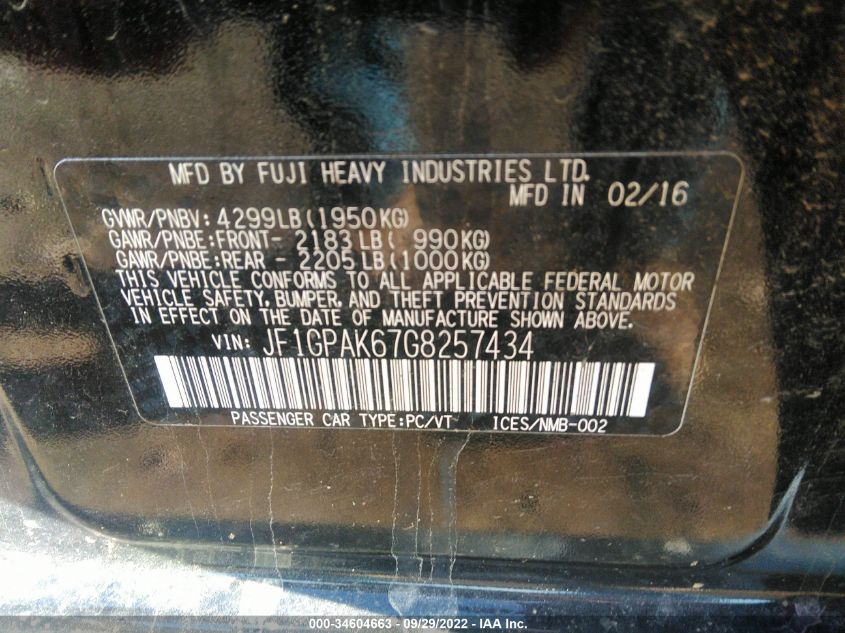 MFD BY FUJI HEAVY INDUSTRIES LTD.
MFD IN 02/16
GVWR/PNBV: 4299LB(1950KG)
GAWR/PNBE:FRONT- 2183LB( 990KG)
GAWR/PNBE:REAR - 2205LB(1000KG)
THIS VEHICLE CONFORMS TO ALL APPLICABLE FEDERAL MOTOR
VEHICLE SAFETY, BUMPER, AND THEFT PREVENTION STANDARDS
IN EFFECT ON THE DATE OF MANUFACTURE SHOWN ABOVE.
VIN: JF1GPAK67G8257434
PASSENGER CAR TYPE:PC/VT ICES/NMB-002
000-34604663 - 09/29/2022 - IAA Inc.